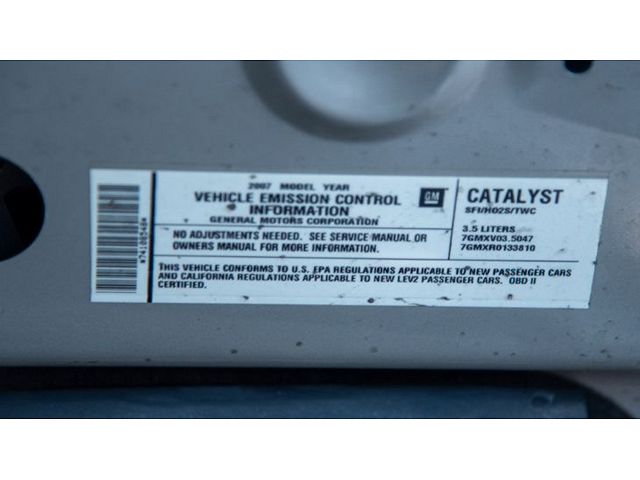 2007 MODEL YEAR
VEHICLE EMISSION CONTROL
INFORMATION
GENERAL MOTORS CORPORATION
GM
CATALYST
SFI/HO2S/TWC
NO ADJUSTMENTS NEEDED. SEE SERVICE MANUAL OR
OWNERS MANUAL FOR MORE INFORMATION.
3.5 LITERS
7GMXV03.5047
7GMXR0133810
THIS VEHICLE CONFORMS TO U.S. EPA REGULATIONS APPLICABLE TO NEW PASSENGER CARS
AND CALIFORNIA REGULATIONS APPLICABLE TO NEW LEV2 PASSENGER CARS. OBD II
CERTIFIED.